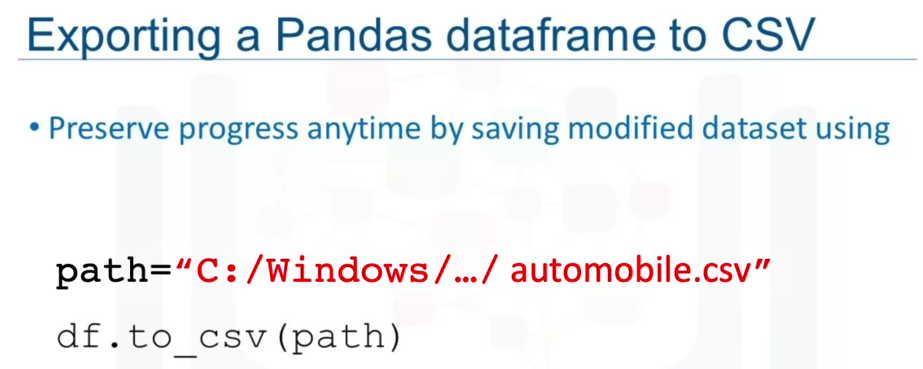 Exporting a Pandas dataframe to CSV
• Preserve progress anytime by saving modified dataset using
path=“C:/Windows/…/ automobile.csv”
df.to_csv(path)